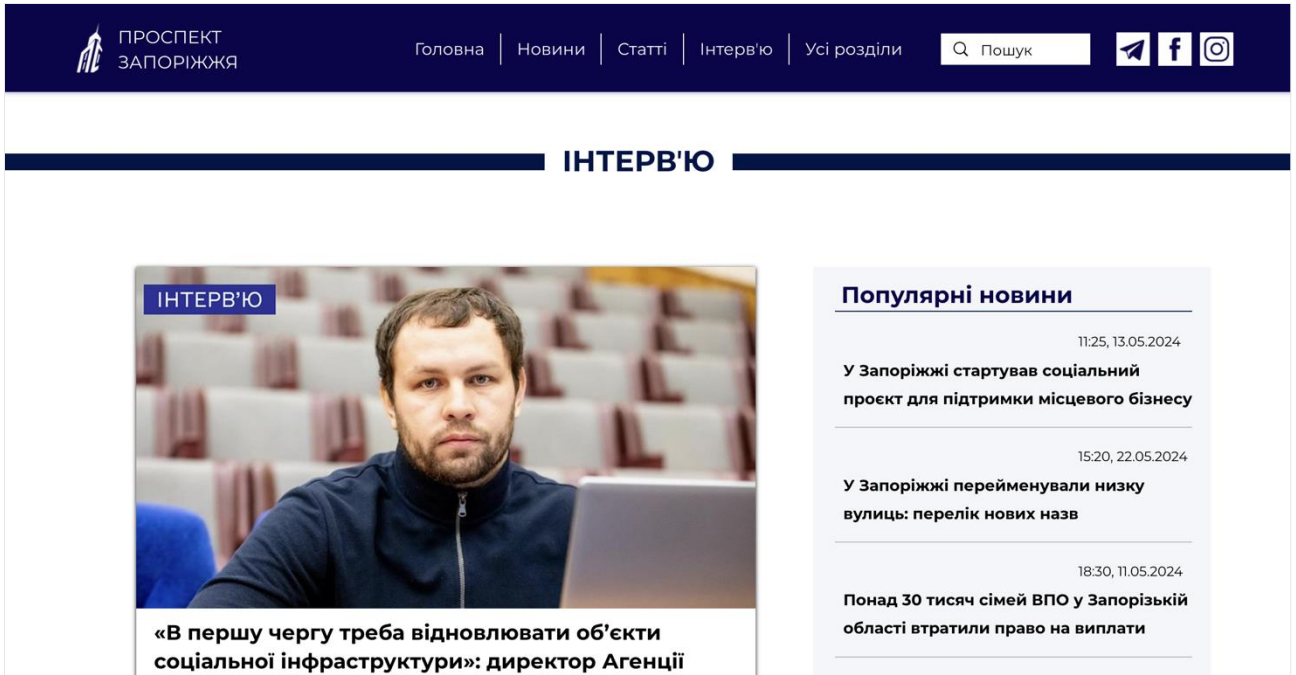 ПРОСПЕКТ
ЗАПОРІЖЖЯ
Головна
Новини
Статті
Інтерв'ю
Усі розділи
Пошук
ІНТЕРВ'Ю
ІНТЕРВ’Ю
«В першу чергу треба відновлювати об’єкти
соціальної інфраструктури»: директор Агенції
Популярні новини
11:25, 13.05.2024
У Запоріжжі стартував соціальний
проєкт для підтримки місцевого бізнесу
15:20, 22.05.2024
У Запоріжжі перейменували низку
вулиць: перелік нових назв
18:30, 11.05.2024
Понад 30 тисяч сімей ВПО у Запорізькій
області втратили право на виплати